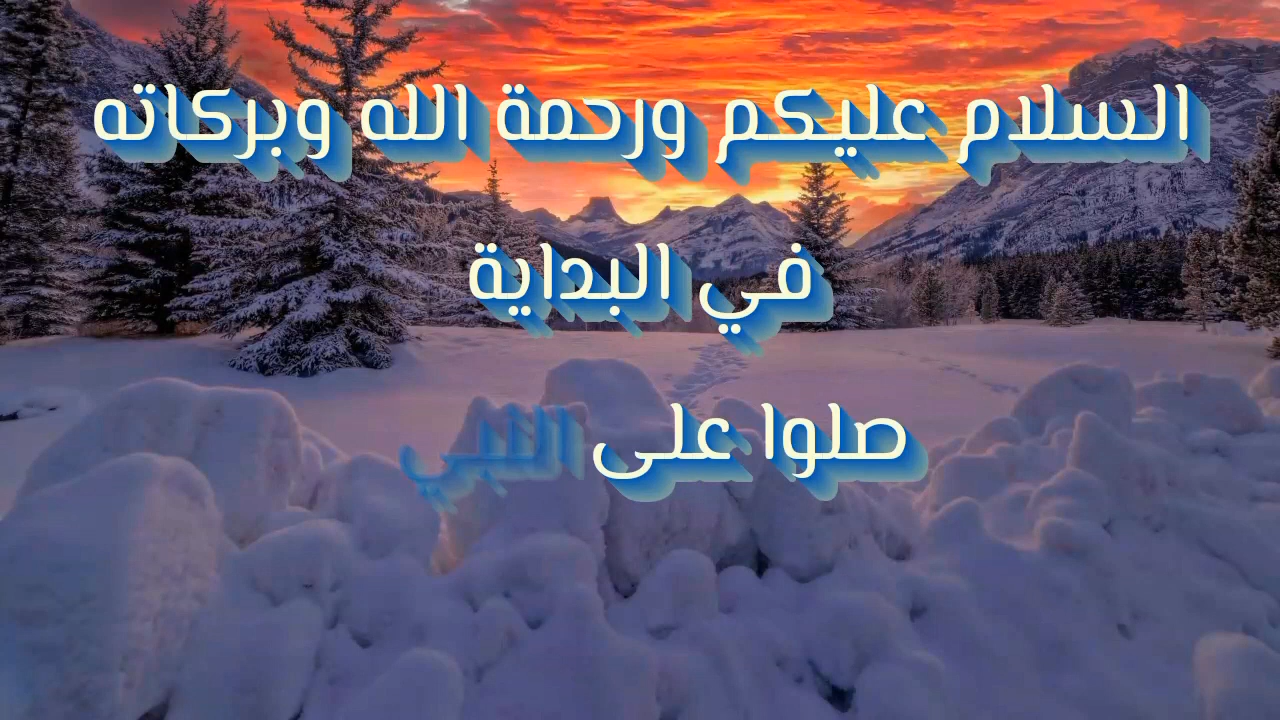 السلام عليكم ورحمة الله وبركاته
في البداية
صلوا على النبي